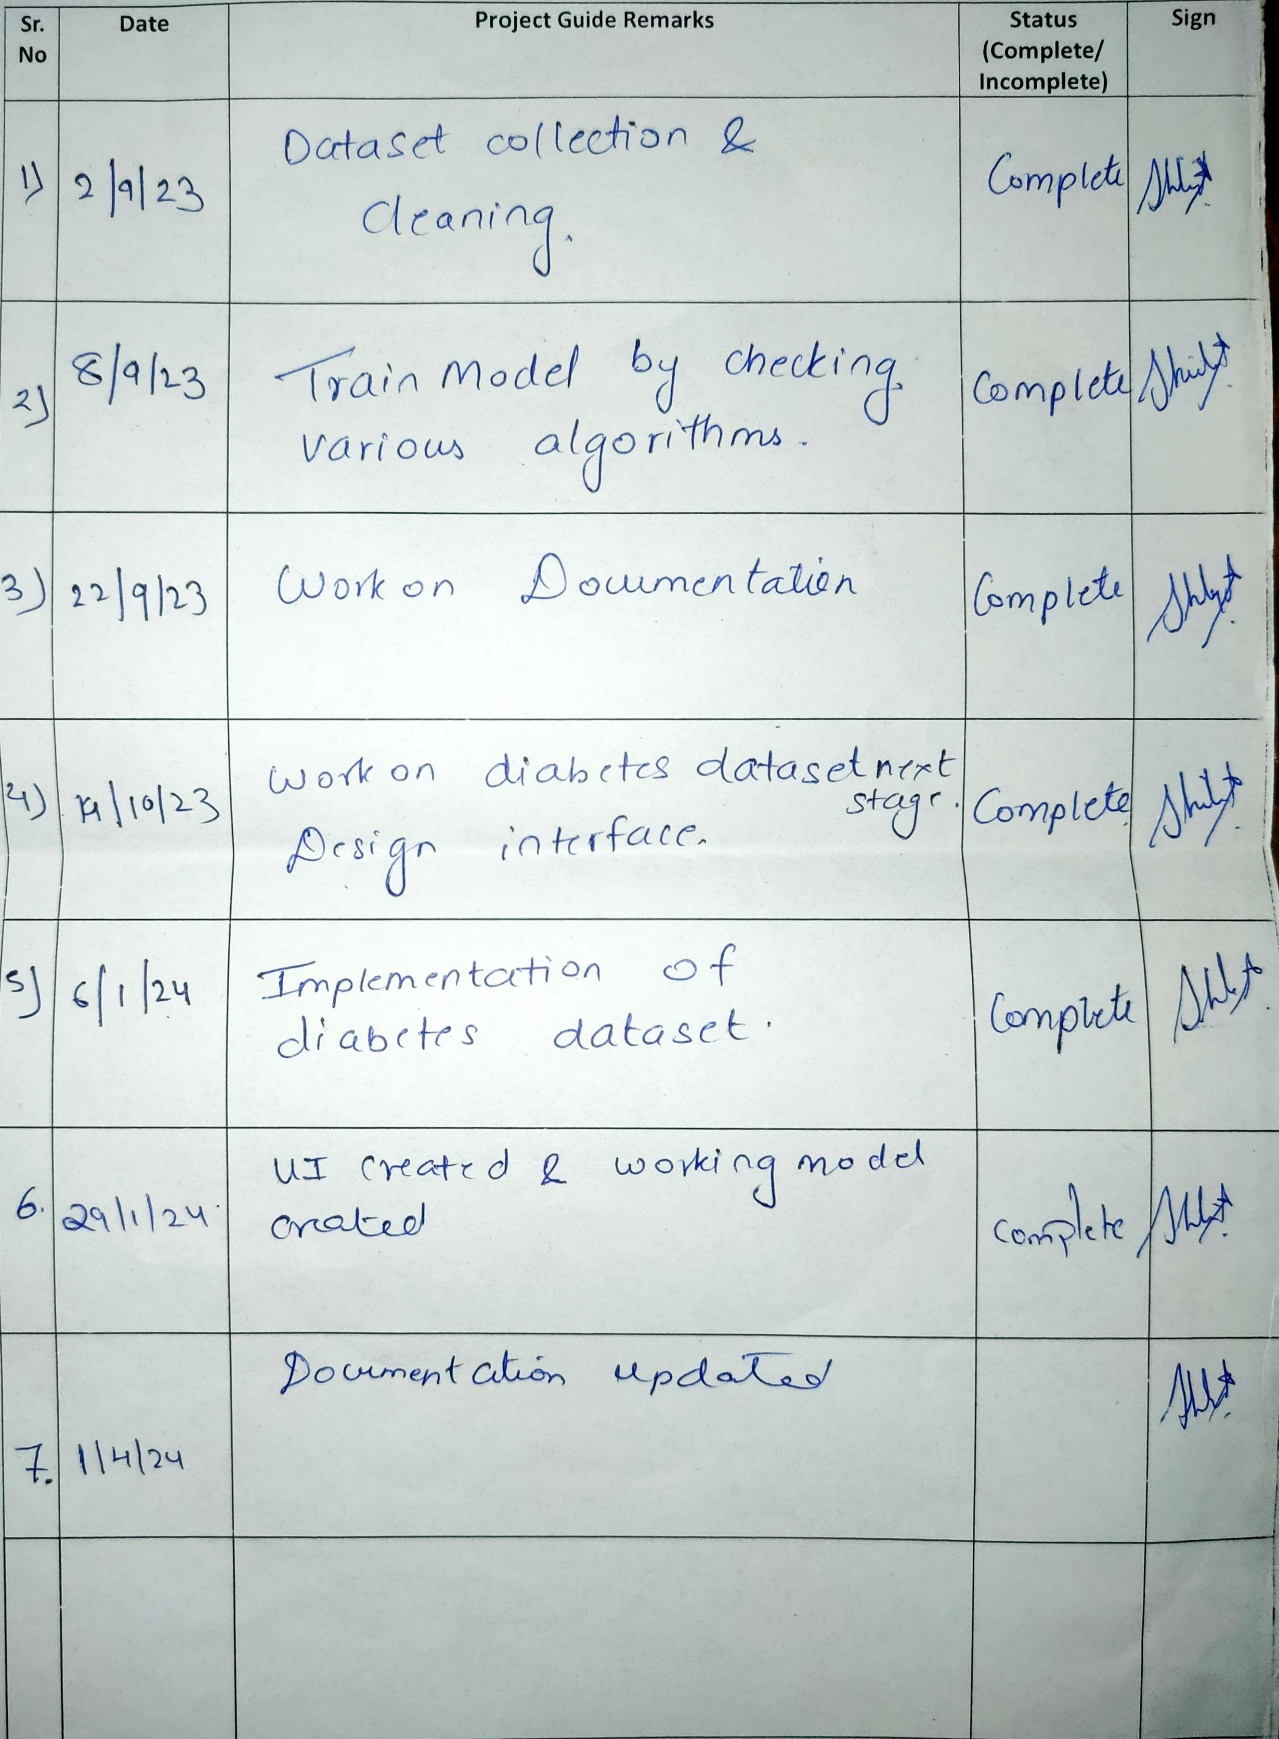 Sr. No
Date
Project Guide Remarks
Status (Complete/ Incomplete)
Sign
1)
2/9/23
Dataset collection &
cleaning.
Complete
2)
8/9/23
Train Model by checking
various algorithms.
Complete
3)
22/9/23
Work on Documentation
Complete
4)
/10/23
Work on diabetes dataset next
stage.
Design interface.
Complete
5)
6/1/24
Implementation of
diabetes dataset.
Complete
6.
29/1/24
UI created & working model
created
complete
7.
1/4/24
Documentation updated